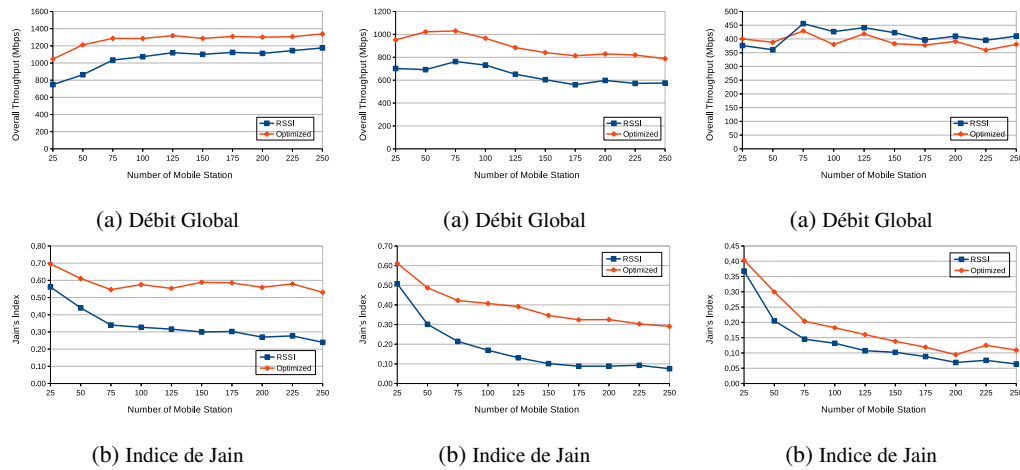 1600
1400
1200
1000
800
600
400
200
0
Overall Throughput (Mbps)
RSSI
Optimized
25 50 75 100 125 150 175 200 225 250
Number of Mobile Station
(a) Débit Global
1200
1000
800
600
400
200
0
Overall Throughput (Mbps)
RSSI
Optimized
25 50 75 100 125 150 175 200 225 250
Number of Mobile Station
(a) Débit Global
500
450
400
350
300
250
200
150
100
50
0
Overall Throughput (Mbps)
RSSI
Optimized
25 50 75 100 125 150 175 200 225 250
Number of Mobile Station
(a) Débit Global
0.80
0.70
0.60
0.50
0.40
0.30
0.20
0.10
0.00
Jain's Index
RSSI
Optimized
25 50 75 100 125 150 175 200 225 250
Number of Mobile Station
(b) Indice de Jain
0.70
0.60
0.50
0.40
0.30
0.20
0.10
0.00
Jain's Index
RSSI
Optimized
25 50 75 100 125 150 175 200 225 250
Number of Mobile Station
(b) Indice de Jain
0,45
0,40
0,35
0,30
0,25
0,20
0,15
0,10
0,05
0,00
Jain's Index
RSSI
Optimized
25 50 75 100 125 150 175 200 225 250
Number of Mobile Station
(b) Indice de Jain